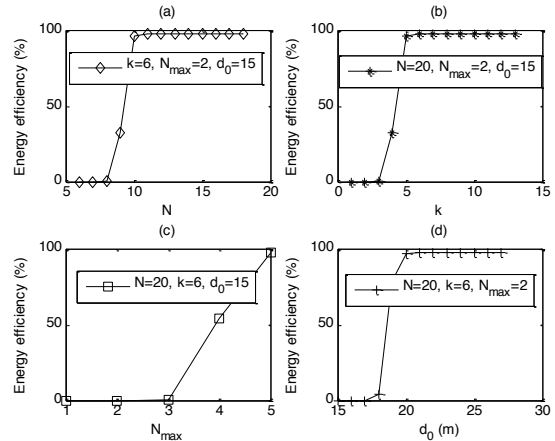 (a)
Energy efficiency (%)
100
50
0
5
10
15
20
N
k=6, N_max=2, d_0=15
(b)
Energy efficiency (%)
100
50
0
0
5
10
15
k
N=20, N_max=2, d_0=15
(c)
Energy efficiency (%)
100
50
0
1
2
3
4
5
N_max
N=20, k=6, d_0=15
(d)
Energy efficiency (%)
100
50
0
15
20
25
30
d_0 (m)
N=20, k=6, N_max=2